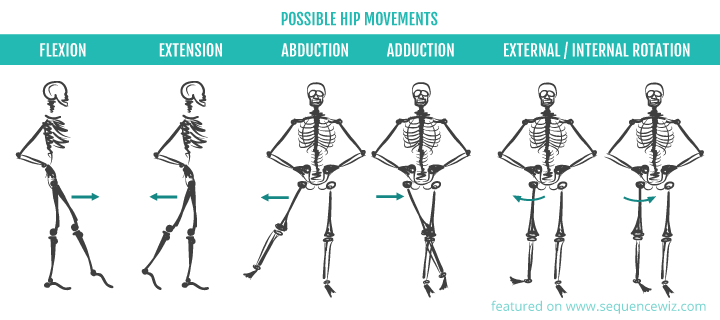 POSSIBLE HIP MOVEMENTS
FLEXION EXTENSION ABDUCTION ADDUCTION EXTERNAL / INTERNAL ROTATION
featured on www.sequencewiz.com